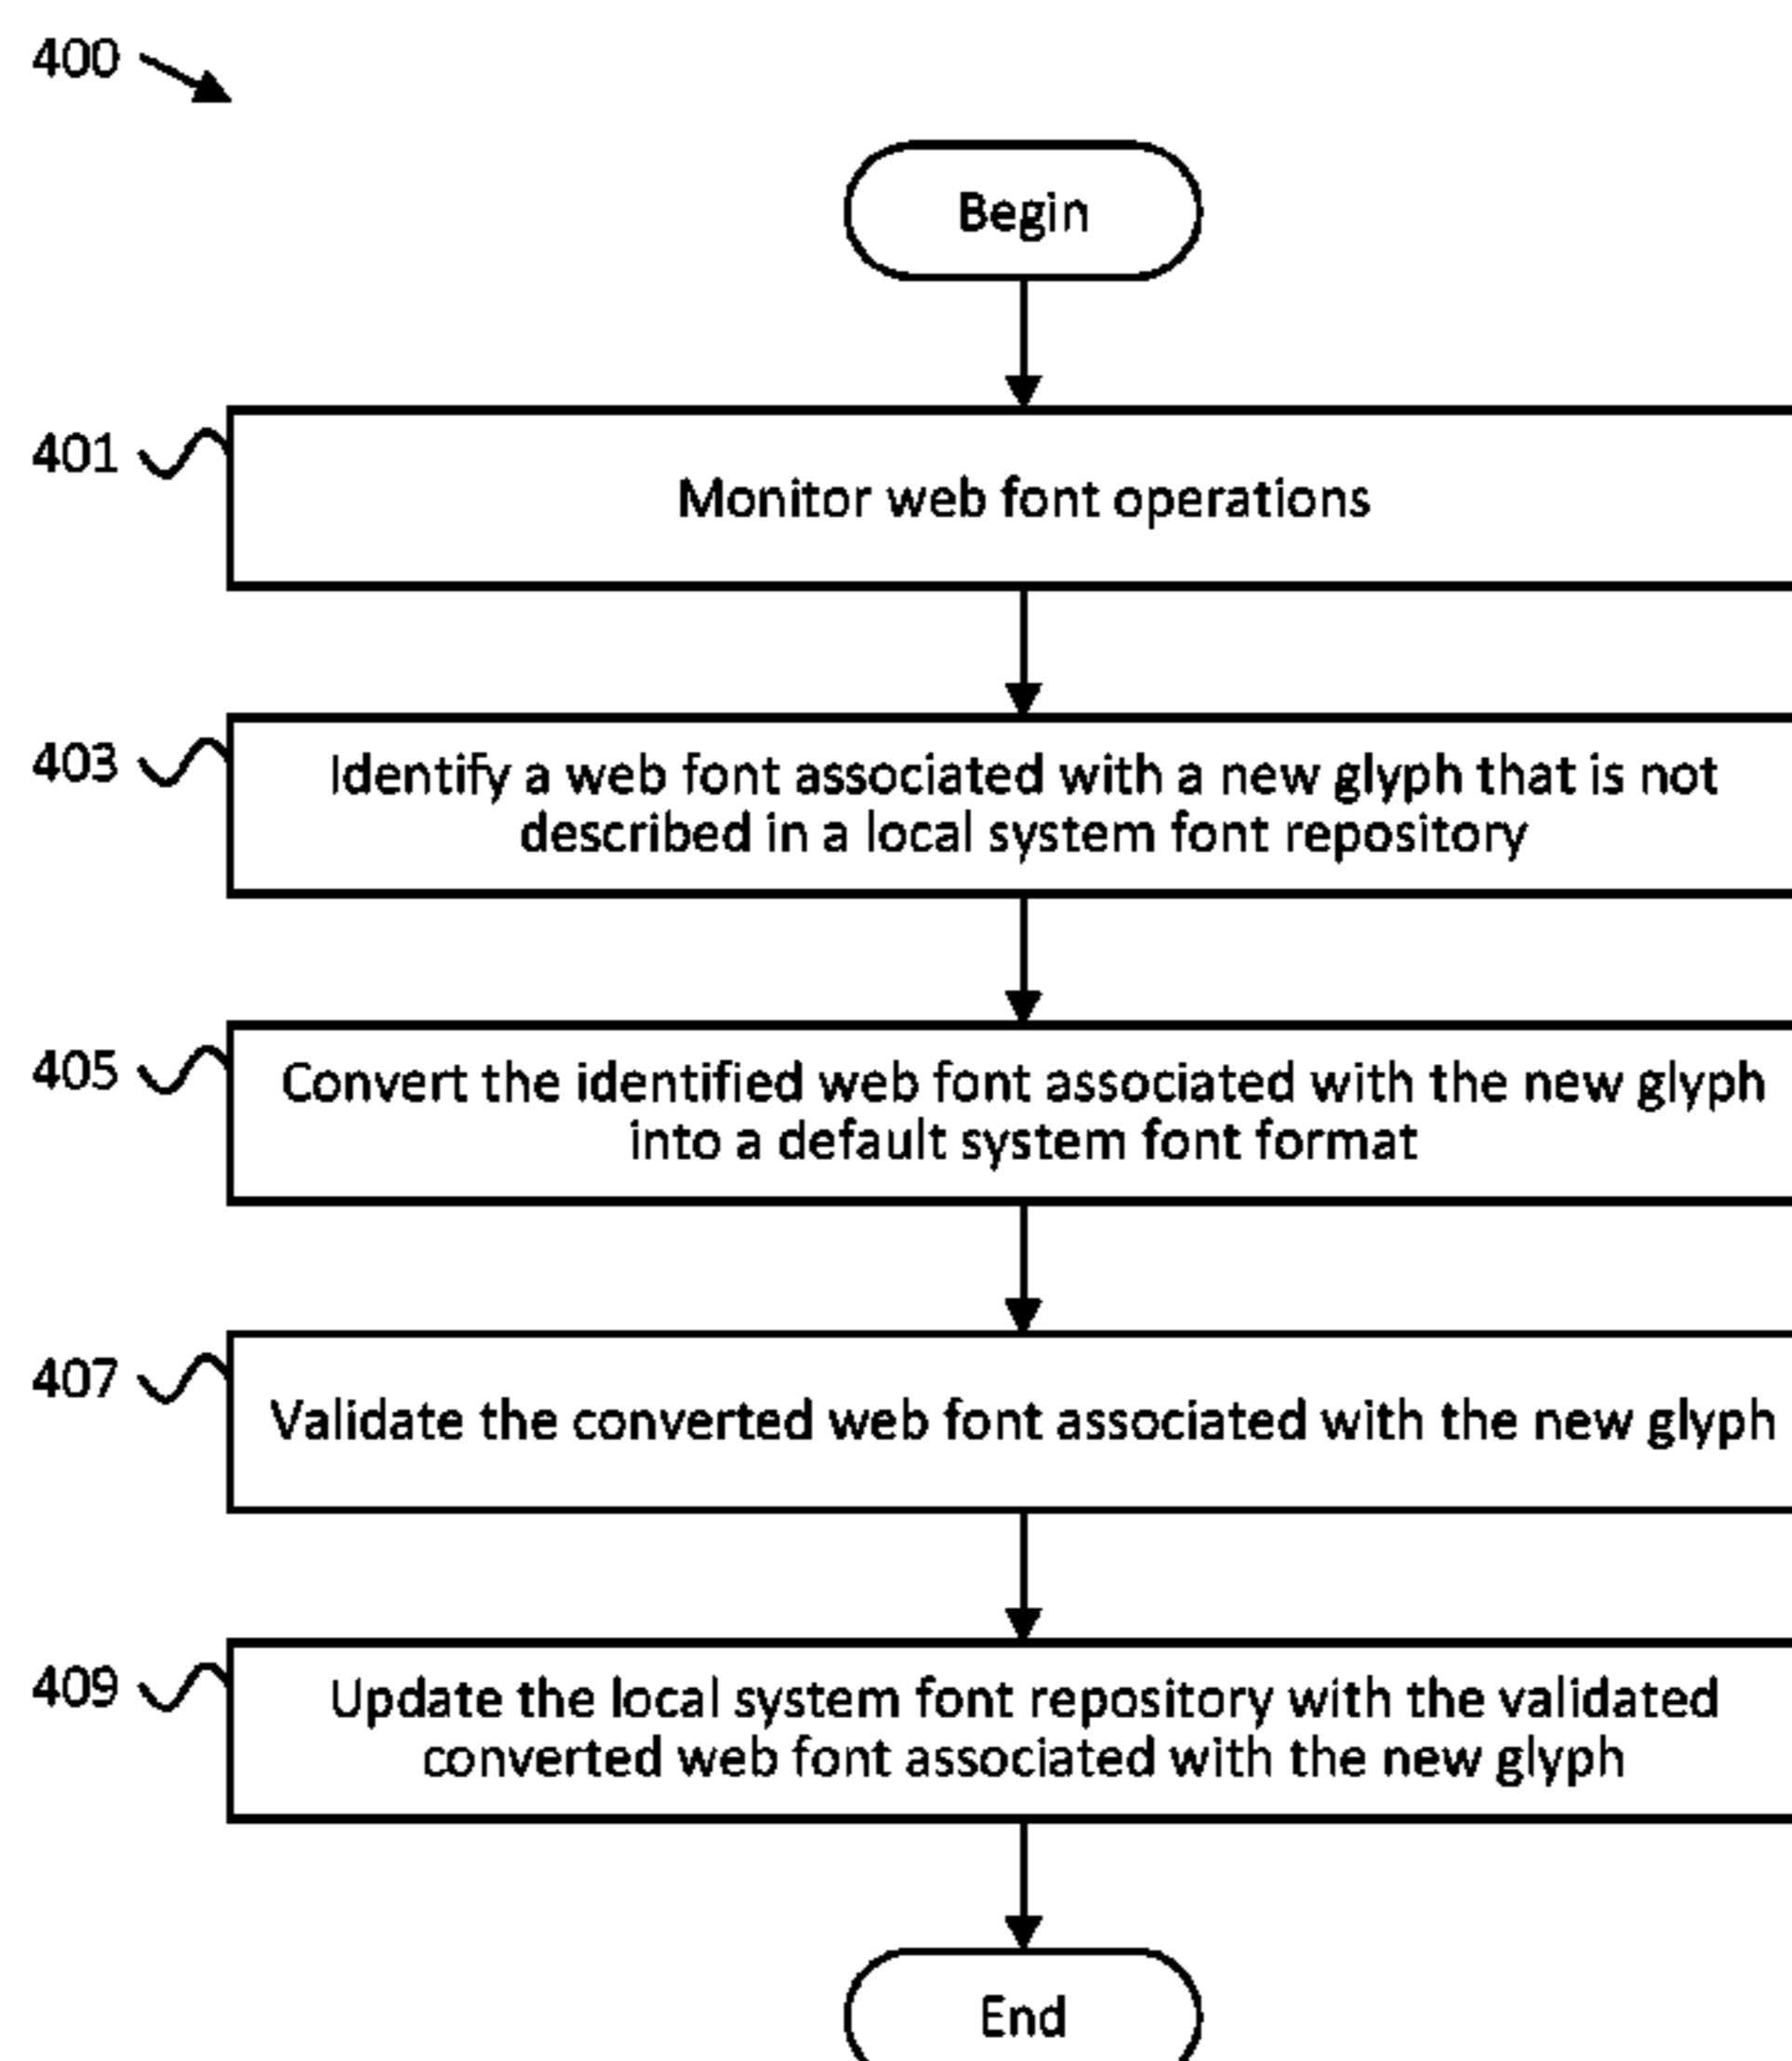 400
Begin
401
Monitor web font operations
403
Identify a web font associated with a new glyph that is not
described in a local system font repository
405
Convert the identified web font associated with the new glyph
into a default system font format
407
Validate the converted web font associated with the new glyph
409
Update the local system font repository with the validated
converted web font associated with the new glyph
End